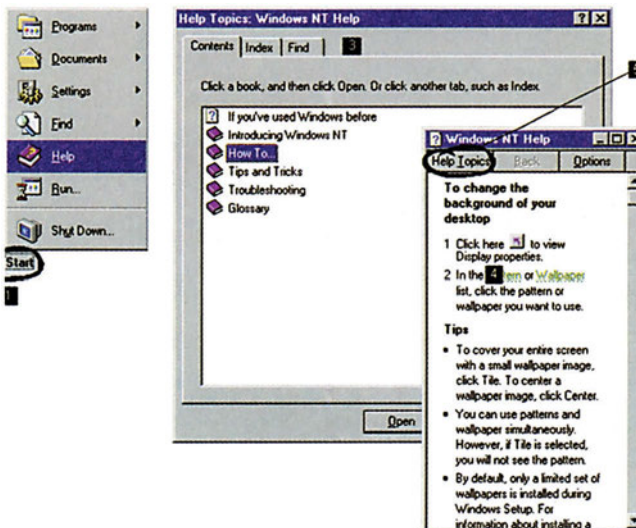 Programs
Documents
Settings
Find
Help
Run...
Shut Down...
Start
1
Help Topics: Windows NT Help
Contents Index Find 3
Click a book, and then click Open. Or click another tab, such as Index.
If you've used Windows before
Introducing Windows NT
How To...
Tips and Tricks
Troubleshooting
Glossary
Open
Windows NT Help
Help Topics Back Options
To change the
background of your
desktop
1 Click here to view
Display properties.
2 In the 4 tern or Wallpaper
list, click the pattern or
wallpaper you want to use.
Tips
• To cover your entire screen
with a small wallpaper image,
click Tile. To center a
wallpaper image, click Center.
• You can use patterns and
wallpaper simultaneously.
However, if Tile is selected,
you will not see the pattern.
• By default, only a limited set of
wallpapers is installed during
Windows Setup. For
information about installing a